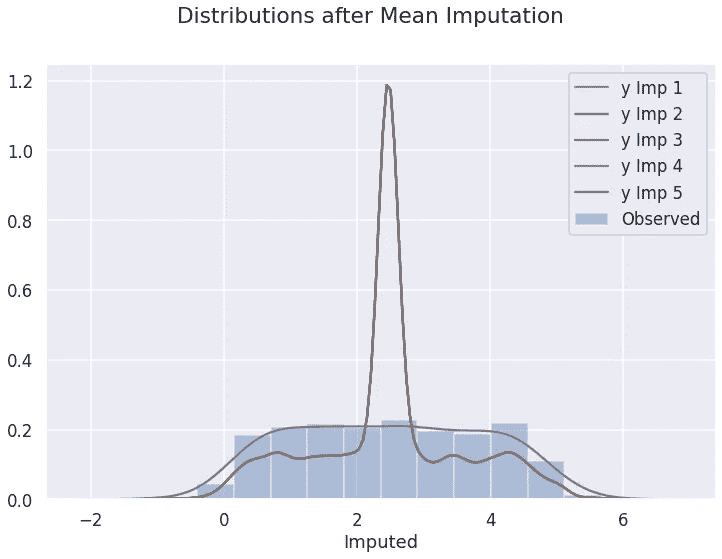 Distributions after Mean Imputation
1.2
1.0
0.8
0.6
0.4
0.2
0.0
y Imp 1
y Imp 2
y Imp 3
y Imp 4
y Imp 5
Observed
−2 0 2 4 6
Imputed